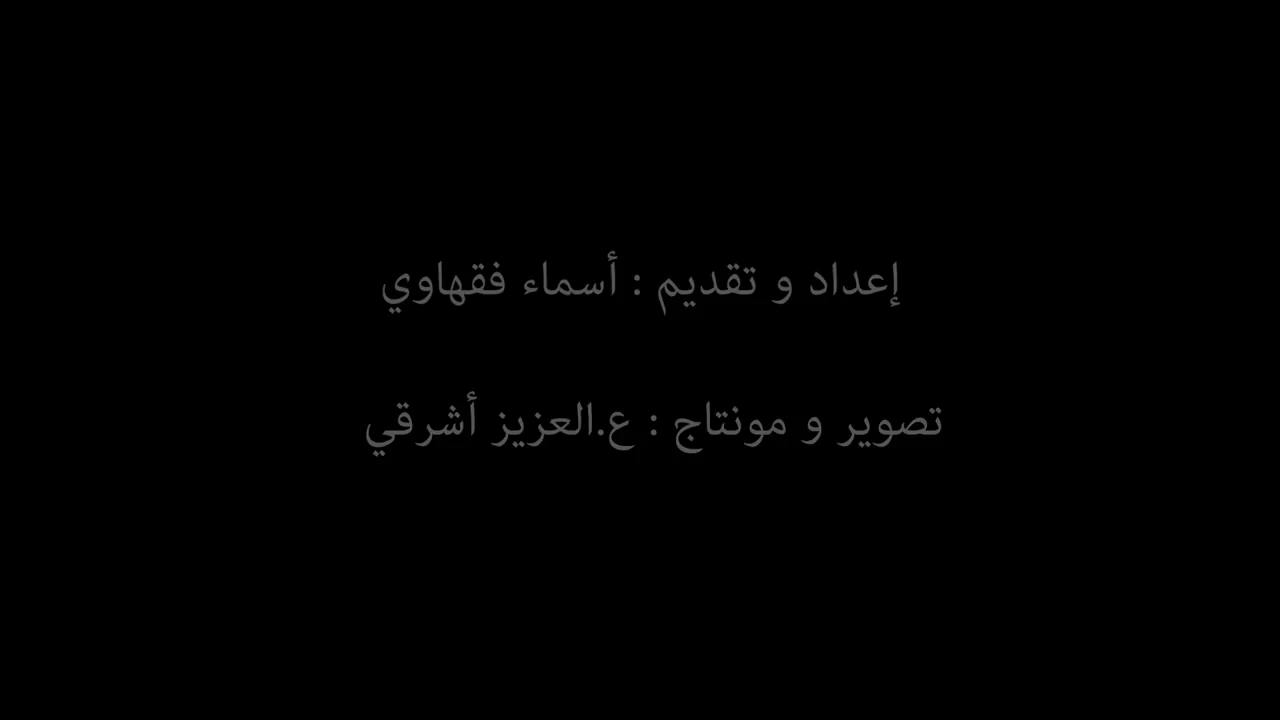 إعداد و تقديم : أسماء فقهاوي
تصوير و مونتاج : ع.العزيز أشرقي